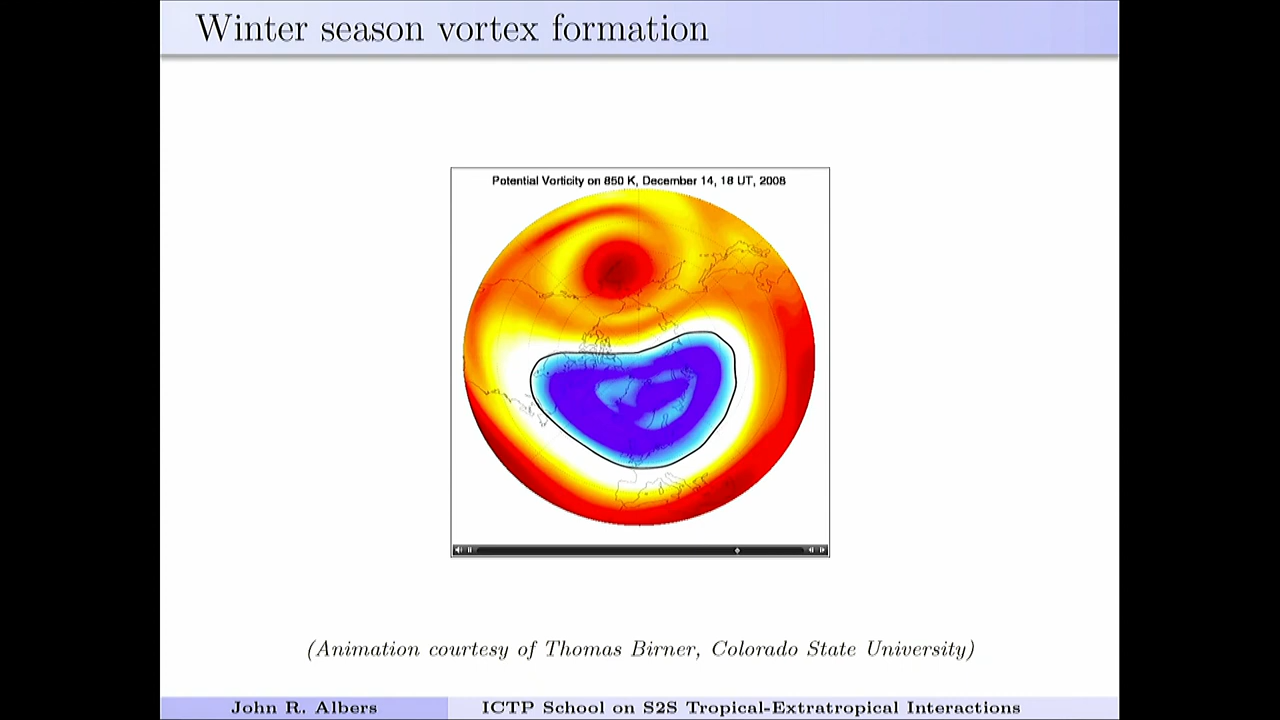 Winter season vortex formation
Potential Vorticity on 850 K, December 14, 18 UT, 2008
(Animation courtesy of Thomas Birner, Colorado State University)
John R. Albers
ICTP School on S2S Tropical-Extratropical Interactions